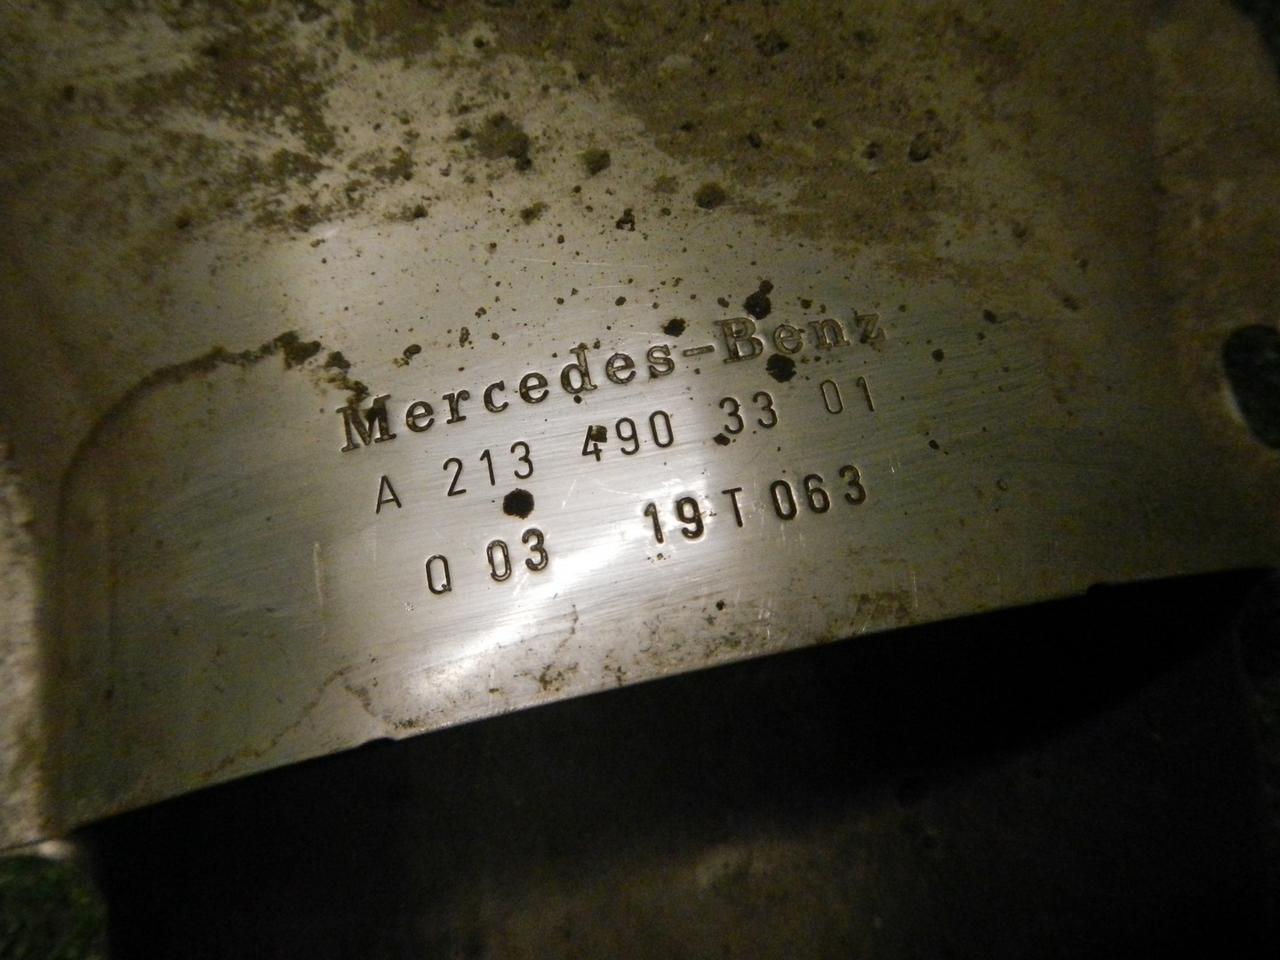 Mercedes-Benz
A 213 490 33 01
Q 03 19T063